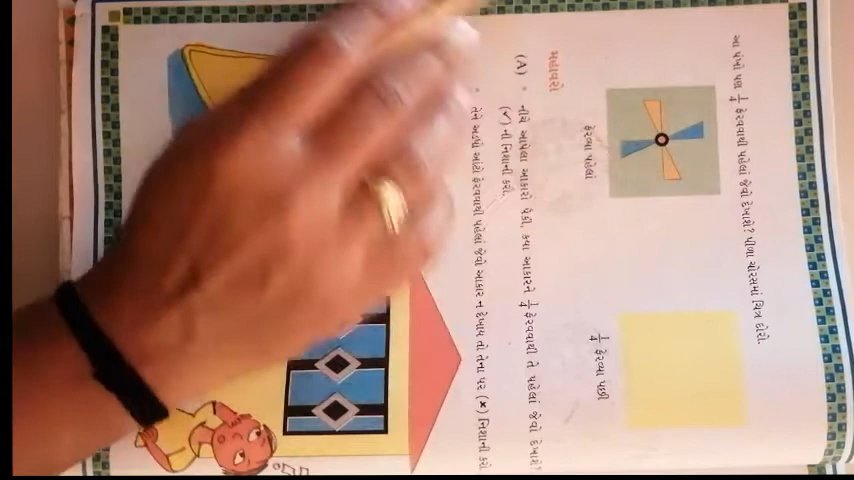 આ પંખો પણ 1/4 ફેરવવાથી પહેલાં જેવો દેખાશે? પીળા ચોરસમાં ચિત્ર દોરો.
ફેરવ્યા પહેલાં
1/4 ફેરવ્યા પછી
મહાવરો
(A) • નીચે આપેલા આકારો પૈકી, કયા આકારને 1/4 ફેરવવાથી તે પહેલાં જેવો દેખાશે?
(✓) ની નિશાની કરો.
• તેને અડધો આંટો ફેરવવાથી પહેલાં જેવો આકાર ન દેખાય તો તેના પર (×) નિશાની કરો